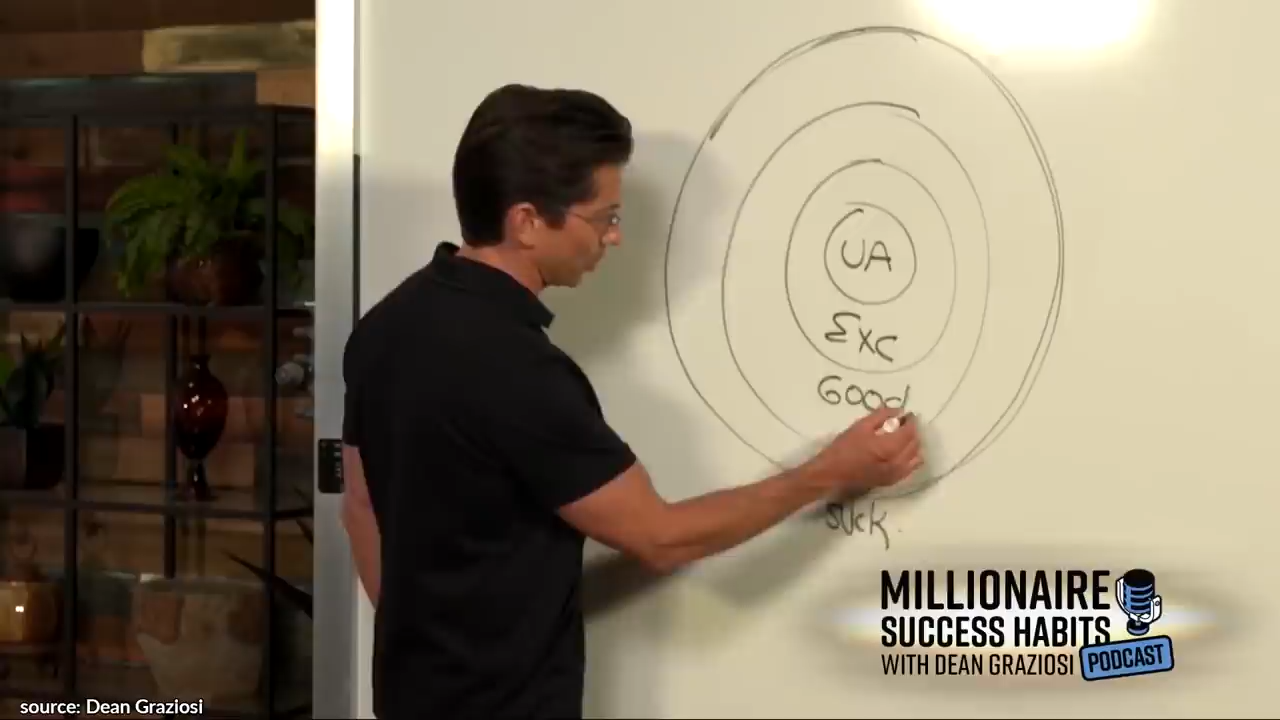 UA
EXC
GOOd
SUCK.
MILLIONAIRE
SUCCESS HABITS
WITH DEAN GRAZIOSI PODCAST
source: Dean Graziosi